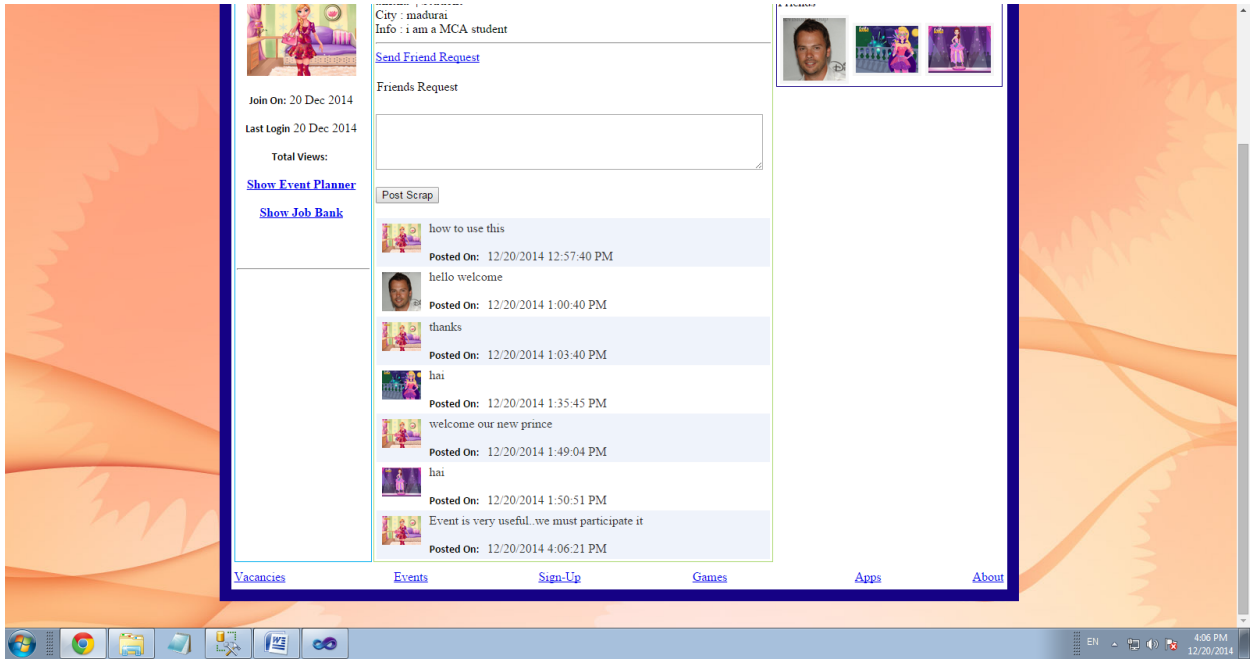 City : madurai
Info : i am a MCA student
Send Friend Request
Friends Request
Join On: 20 Dec 2014
Last Login 20 Dec 2014
Total Views:
Show Event Planner
Show Job Bank
Post Scrap
how to use this
Posted On: 12/20/2014 12:57:40 PM
hello welcome
Posted On: 12/20/2014 1:00:40 PM
thanks
Posted On: 12/20/2014 1:03:40 PM
hai
Posted On: 12/20/2014 1:35:45 PM
welcome our new prince
Posted On: 12/20/2014 1:49:04 PM
hai
Posted On: 12/20/2014 1:50:51 PM
Event is very useful..we must participate it
Posted On: 12/20/2014 4:06:21 PM
Friends
Vacancies Events Sign-Up Games Apps About
EN
4:06 PM
12/20/2014